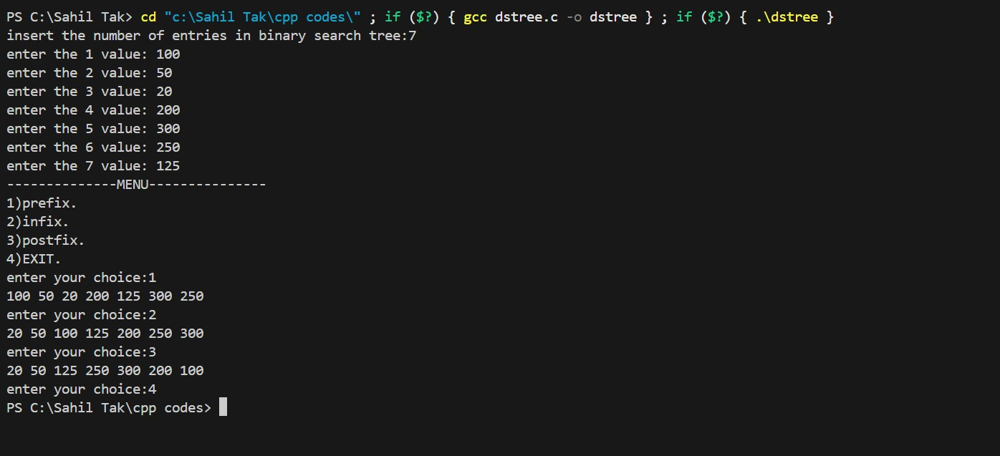 PS C:\Sahil Tak> cd "c:\Sahil Tak\cpp codes\" ; if ($?) { gcc dstree.c -o dstree } ; if ($?) { .\dstree }
insert the number of entries in binary search tree:7
enter the 1 value: 100
enter the 2 value: 50
enter the 3 value: 20
enter the 4 value: 200
enter the 5 value: 300
enter the 6 value: 250
enter the 7 value: 125
--------------MENU---------------
1)prefix.
2)infix.
3)postfix.
4)EXIT.
enter your choice:1
100 50 20 200 125 300 250
enter your choice:2
20 50 100 125 200 250 300
enter your choice:3
20 50 125 250 300 200 100
enter your choice:4
PS C:\Sahil Tak\cpp codes>